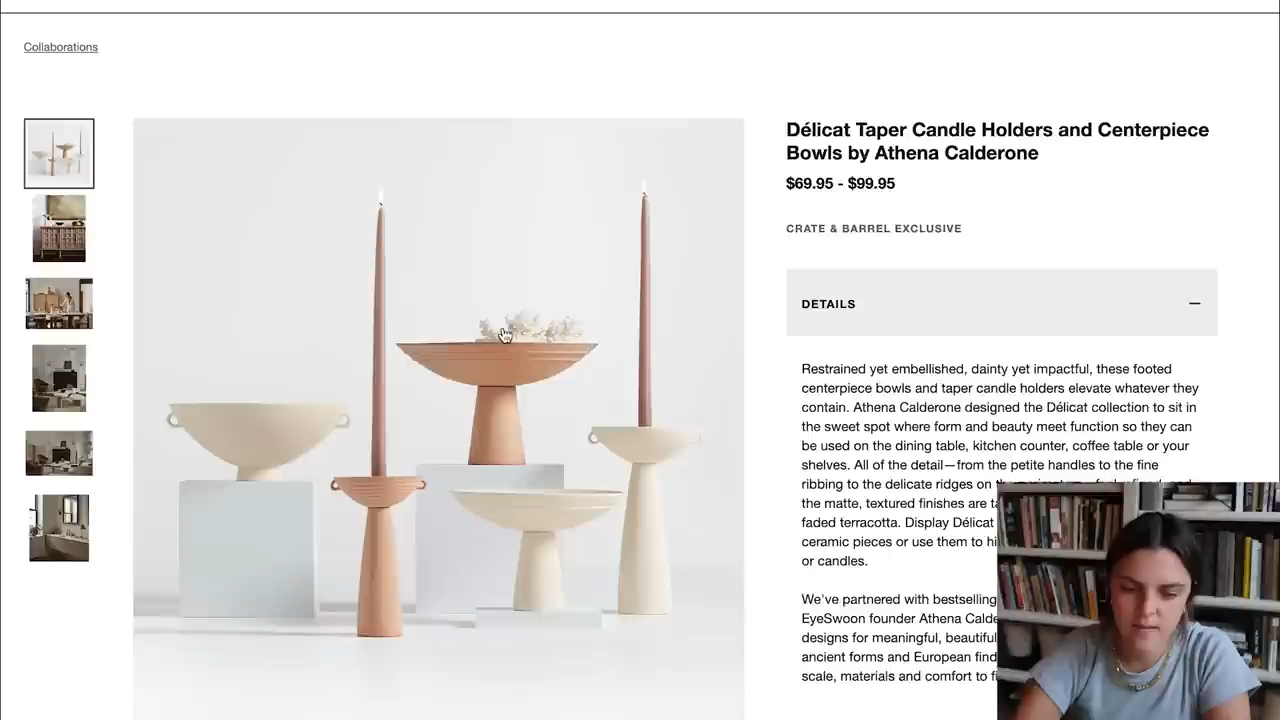 Collaborations
Délicat Taper Candle Holders and Centerpiece
Bowls by Athena Calderone
$69.95 - $99.95
CRATE & BARREL EXCLUSIVE
DETAILS
Restrained yet embellished, dainty yet impactful, these footed
centerpiece bowls and taper candle holders elevate whatever they
contain. Athena Calderone designed the Délicat collection to sit in
the sweet spot where form and beauty meet function so they can
be used on the dining table, kitchen counter, coffee table or your
shelves. All of the detail—from the petite handles to the fine
ribbing to the delicate ridges on
the matte, textured finishes are
faded terracotta. Display Délicat
ceramic pieces or use them to
or candles.
We've partnered with bestselling
EyeSwoon founder Athena
designs for meaningful, beautiful
ancient forms and European
scale, materials and comfort to